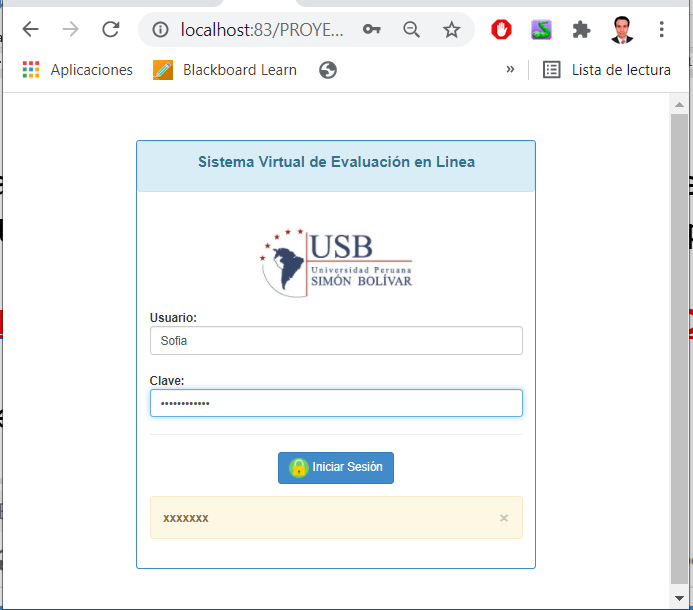 localhost:83/PROYE...
Aplicaciones
Blackboard Learn
»
Lista de lectura
Sistema Virtual de Evaluación en Linea
USB
Universidad Peruana
SIMÓN BOLÍVAR
Usuario:
Sofia
Clave:
••••••••••••
Iniciar Sesión
xxxxxxx
×